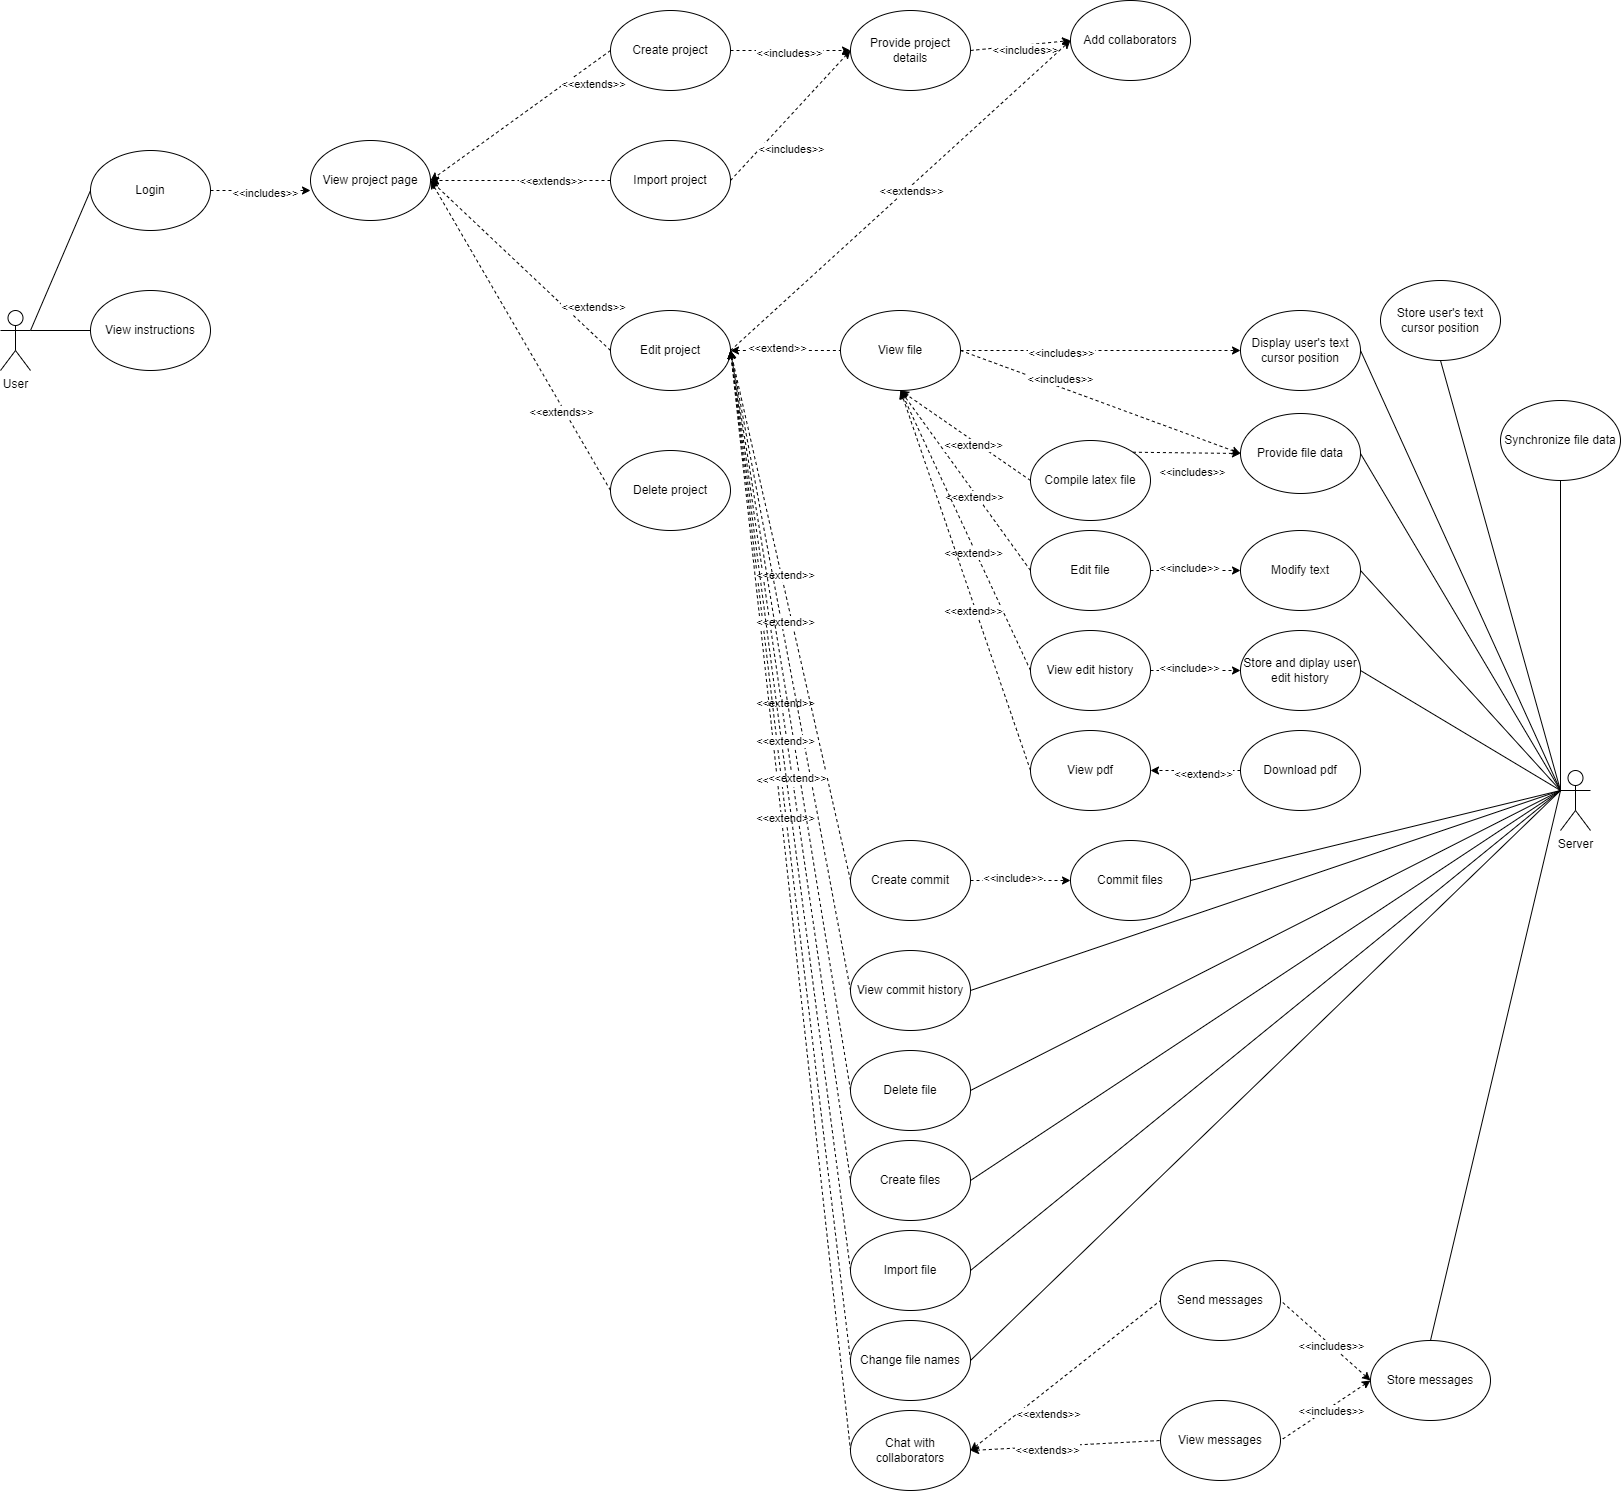 Create project
<<includes>>
Provide project
details
<<includes>>
Add collaborators
<<extends>>
<<includes>>
Login
<<includes>>
View project page
<<extends>>
Import project
<<extends>>
View instructions
User
<<extends>>
Edit project
<<extend>>
View file
<<includes>>
<<includes>>
Display user's text
cursor position
Store user's text
cursor position
<<extends>>
Delete project
<<extend>>
Compile latex file
<<includes>>
Provide file data
Synchronize file data
<<extend>>
<<extend>>
<<extend>>
Edit file
<<include>>
Modify text
View edit history
<<include>>
Store and diplay user
edit history
View pdf
<<extend>>
Download pdf
Server
<<extend>>
<<extend>>
<<extend>>
<<extend>>
<<extend>>
<<extend>>
Create commit
<<include>>
Commit files
View commit history
Delete file
Create files
Import file
Change file names
Chat with
collaborators
Send messages
<<extends>>
<<includes>>
View messages
<<extends>>
<<includes>>
Store messages